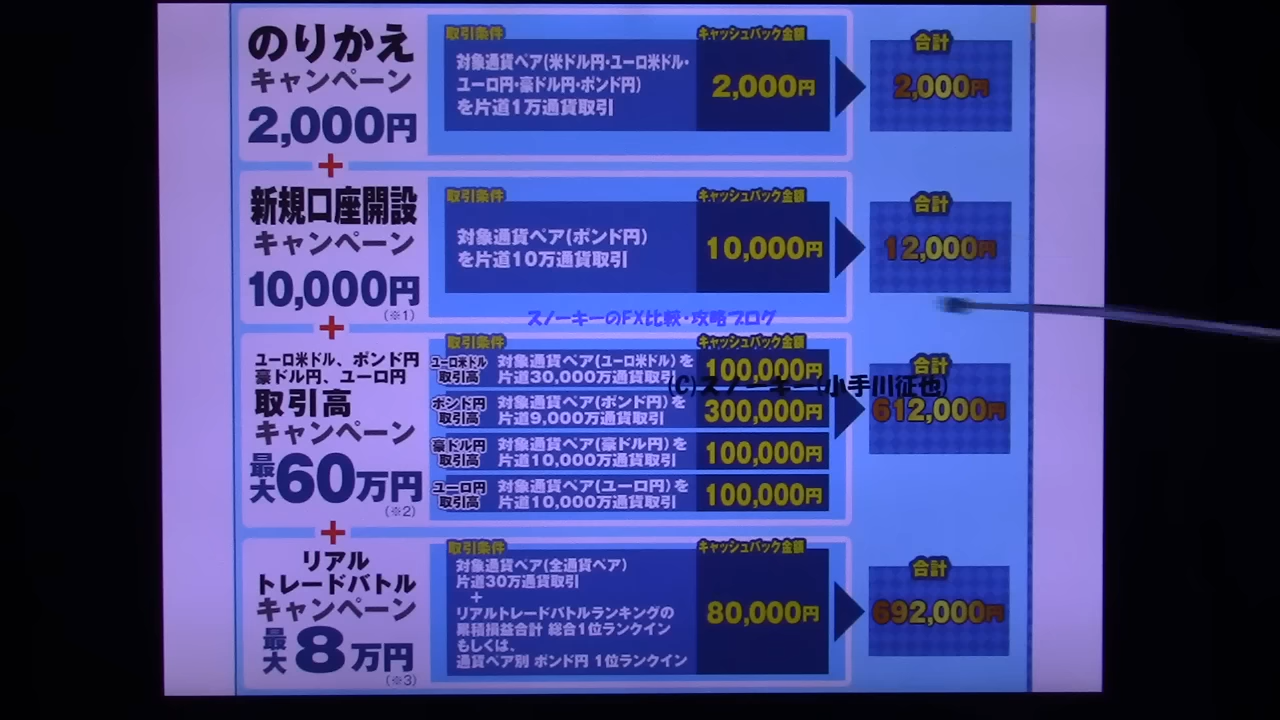 のりかえ
キャンペーン
2,000円
取引条件
対象通貨ペア(米ドル円・ユーロ米ドル・
ユーロ円・豪ドル円・ポンド円)
を片道1万通貨取引
キャッシュバック金額
2,000円
合計
2,000円
+
新規口座開設
キャンペーン
10,000円
(※1)
取引条件
対象通貨ペア(ポンド円)
を片道10万通貨取引
キャッシュバック金額
10,000円
合計
12,000円
スノーキーのFX比較・攻略ブログ
+
ユーロ米ドル、ポンド円
豪ドル円、ユーロ円
取引高
キャンペーン
最大60万円
(※2)
取引条件
キャッシュバック金額
ユーロ米ドル
取引高
対象通貨ペア(ユーロ米ドル)を
片道30,000万通貨取引
100,000円
(C)スノーキー(小手川征也)
ポンド円
取引高
対象通貨ペア(ポンド円)を
片道9,000万通貨取引
300,000円
豪ドル円
取引高
対象通貨ペア(豪ドル円)を
片道10,000万通貨取引
100,000円
ユーロ円
取引高
対象通貨ペア(ユーロ円)を
片道10,000万通貨取引
100,000円
合計
612,000円
+
リアル
トレードバトル
キャンペーン
最大8万円
(※3)
取引条件
対象通貨ペア(全通貨ペア)
片道30万通貨取引
+
リアルトレードバトルランキングの
累積損益合計 総合1位ランクイン
もしくは、
通貨ペア別 ポンド円 1位ランクイン
キャッシュバック金額
80,000円
合計
692,000円